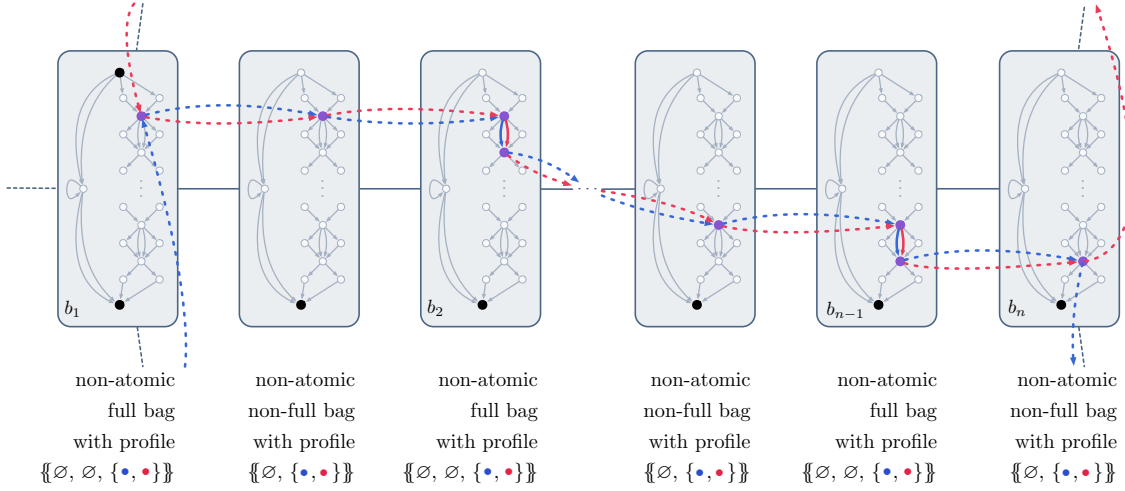 b₁
b₂
bₙ₋₁
bₙ
non-atomic
full bag
with profile
{{∅, ∅, {•, •}}}
non-atomic
non-full bag
with profile
{{∅, {•, •}}}
non-atomic
full bag
with profile
{{∅, ∅, {•, •}}}
non-atomic
non-full bag
with profile
{{∅, {•, •}}}
non-atomic
full bag
with profile
{{∅, ∅, {•, •}}}
non-atomic
non-full bag
with profile
{{∅, {•, •}}}